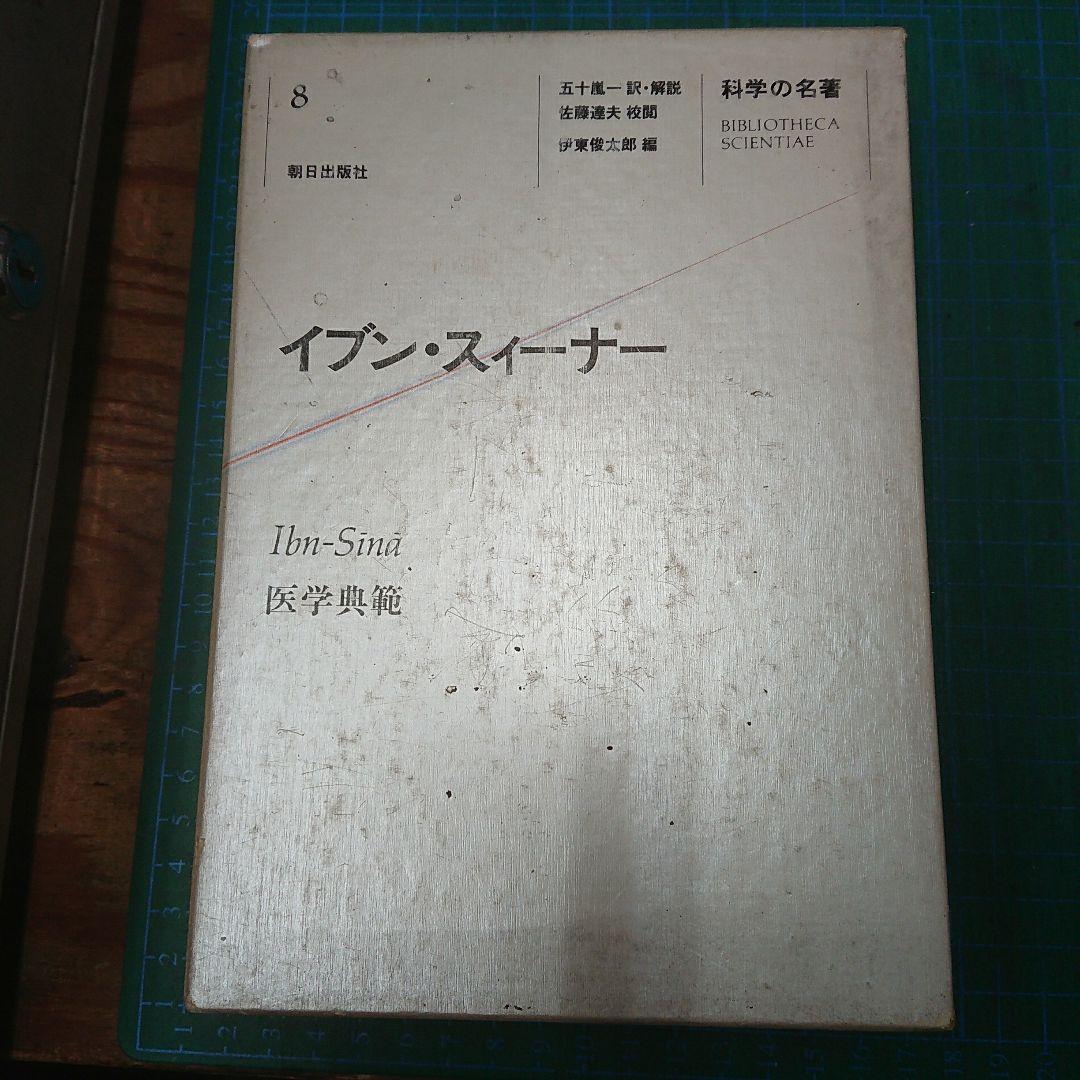 8
朝日出版社
五十嵐一 訳・解説
佐藤達夫 校閲
伊東俊太郎 編
科学の名著
BIBLIOTHECA
SCIENTIAE
イブン・スィーナー
Ibn-Sīnā
医学典範